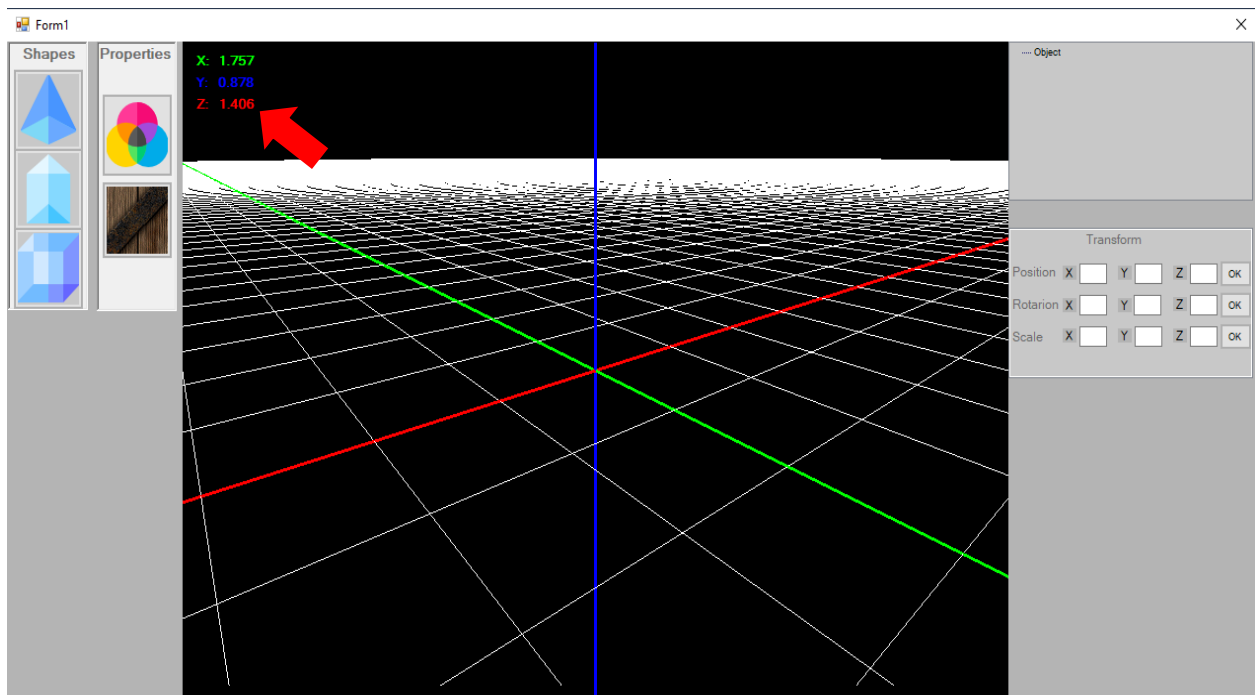 Form1
Shapes
Properties
X: 1.757
Y: 0.878
Z: 1.406
Object
Transform
Position X Y Z OK
Rotarion X Y Z OK
Scale X Y Z OK